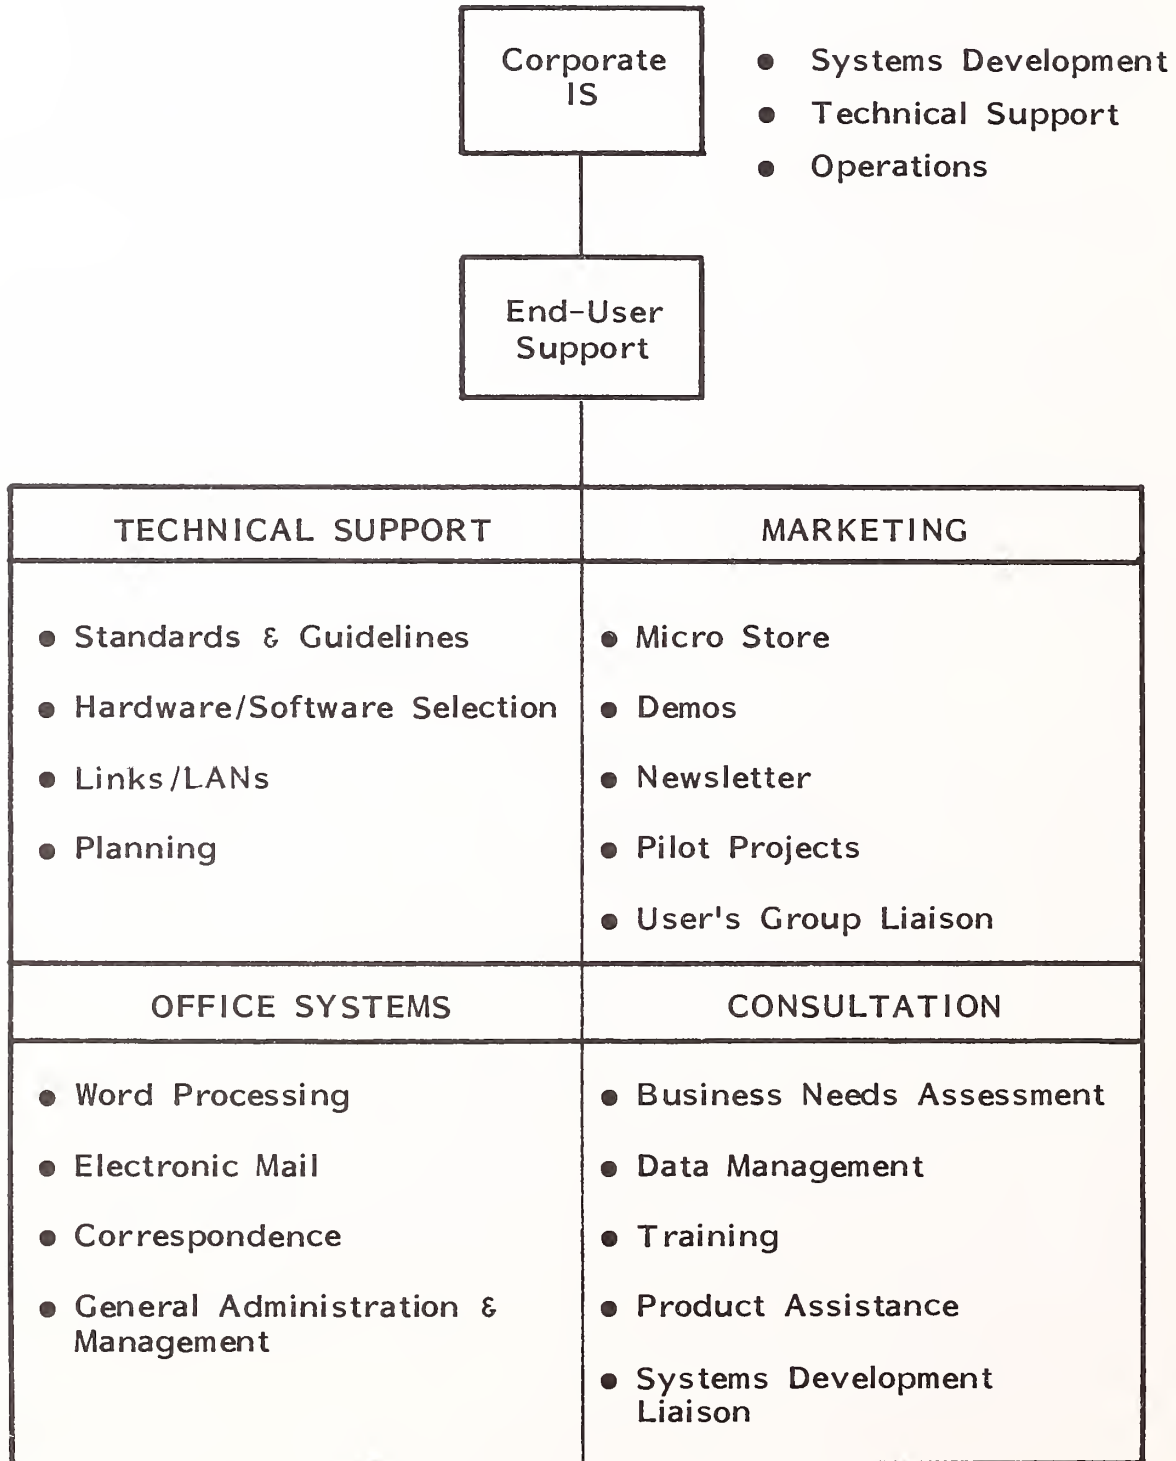 Corporate
IS
• Systems Development
• Technical Support
• Operations
End-User
Support
TECHNICAL SUPPORT
• Standards & Guidelines
• Hardware/Software Selection
• Links/LANs
• Planning
MARKETING
• Micro Store
• Demos
• Newsletter
• Pilot Projects
• User's Group Liaison
OFFICE SYSTEMS
• Word Processing
• Electronic Mail
• Correspondence
• General Administration &
Management
CONSULTATION
• Business Needs Assessment
• Data Management
• Training
• Product Assistance
• Systems Development
Liaison